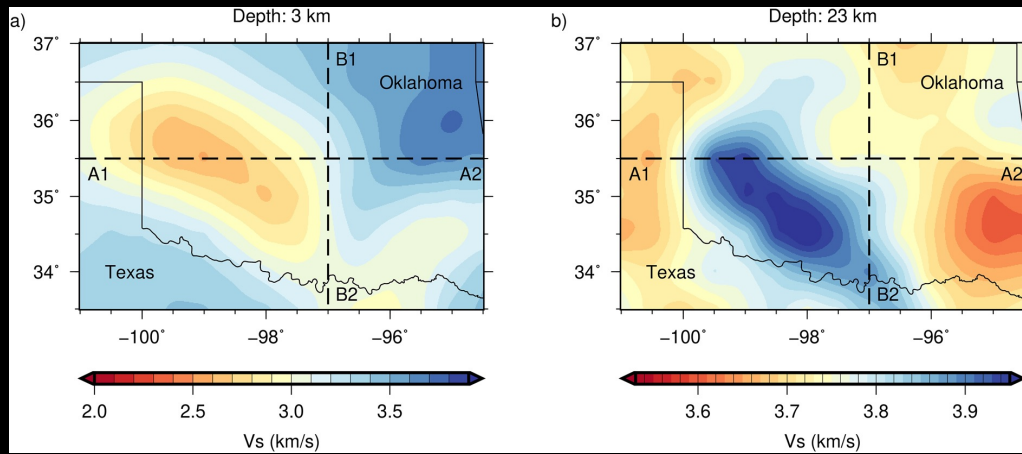 a)
Depth: 3 km
37°
36°
35°
34°
B1
Oklahoma
A1
A2
Texas
B2
−100°
−98°
−96°
2.0
2.5
3.0
3.5
Vs (km/s)
b)
Depth: 23 km
37°
36°
35°
34°
B1
Oklahoma
A1
A2
Texas
B2
−100°
−98°
−96°
3.6
3.7
3.8
3.9
Vs (km/s)